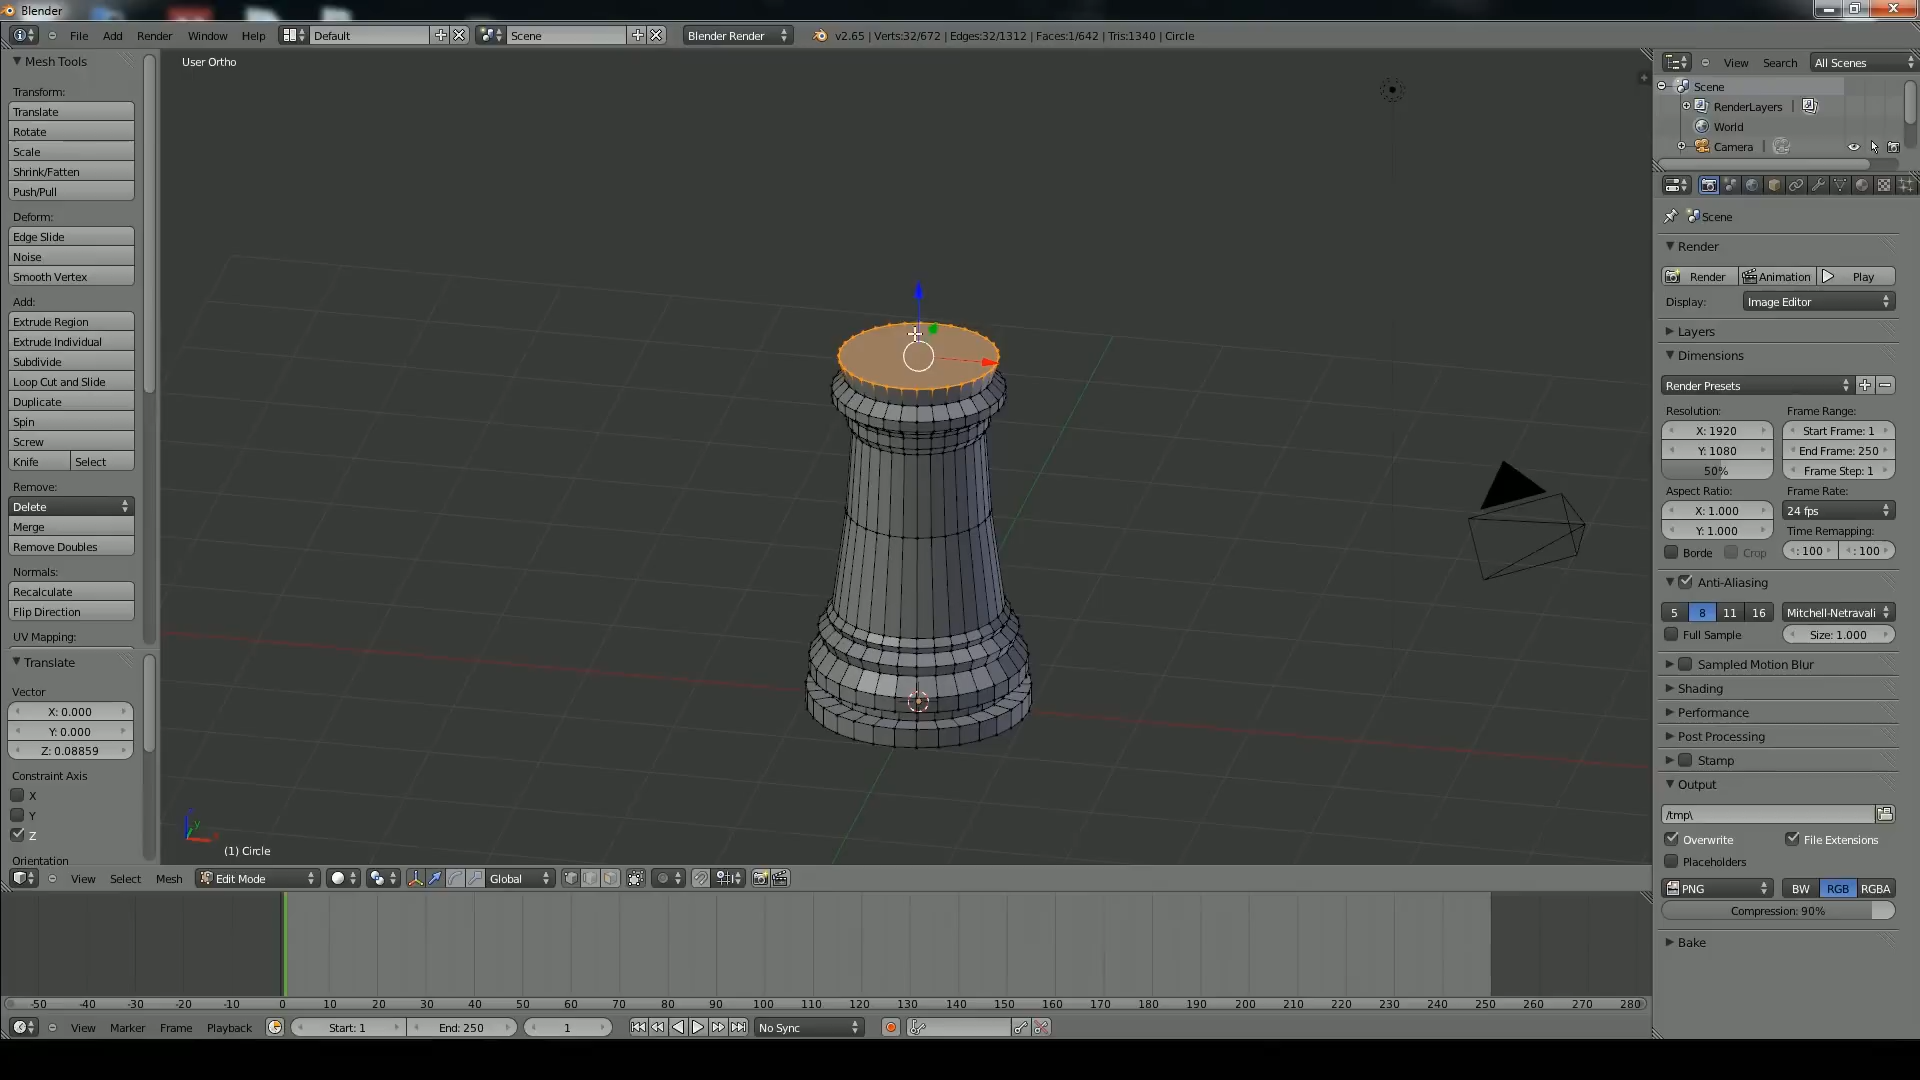 Blender
File Add Render Window Help Default Scene Blender Render v2.65 | Verts:32/672 | Edges:32/1312 | Faces:1/642 | Tris:1340 | Circle
Mesh Tools
Transform:
Translate
Rotate
Scale
Shrink/Fatten
Push/Pull
Deform:
Edge Slide
Noise
Smooth Vertex
Add:
Extrude Region
Extrude Individual
Subdivide
Loop Cut and Slide
Duplicate
Spin
Screw
Knife Select
Remove:
Delete
Merge
Remove Doubles
Normals:
Recalculate
Flip Direction
UV Mapping:
Translate
Vector
X: 0.000
Y: 0.000
Z: 0.08859
Constraint Axis
X
Y
Z
Orientation
User Ortho
(1) Circle
View Select Mesh Edit Mode Global
-50 -40 -30 -20 -10 0 10 20 30 40 50 60 70 80 90 100 110 120 130 140 150 160 170 180 190 200 210 220 230 240 250 260 270 280
View Marker Frame Playback Start: 1 End: 250 1 No Sync
View Search All Scenes
Scene
RenderLayers
World
Camera
Scene
Render
Render Animation Play
Display: Image Editor
Layers
Dimensions
Render Presets
Resolution: Frame Range:
X: 1920 Start Frame: 1
Y: 1080 End Frame: 250
50% Frame Step: 1
Aspect Ratio: Frame Rate:
X: 1.000 24 fps
Y: 1.000 Time Remapping:
Borde Crop : 100 : 100
Anti-Aliasing
5 8 11 16 Mitchell-Netravali
Full Sample Size: 1.000
Sampled Motion Blur
Shading
Performance
Post Processing
Stamp
Output
/tmp\
Overwrite File Extensions
Placeholders
PNG BW RGB RGBA
Compression: 90%
Bake